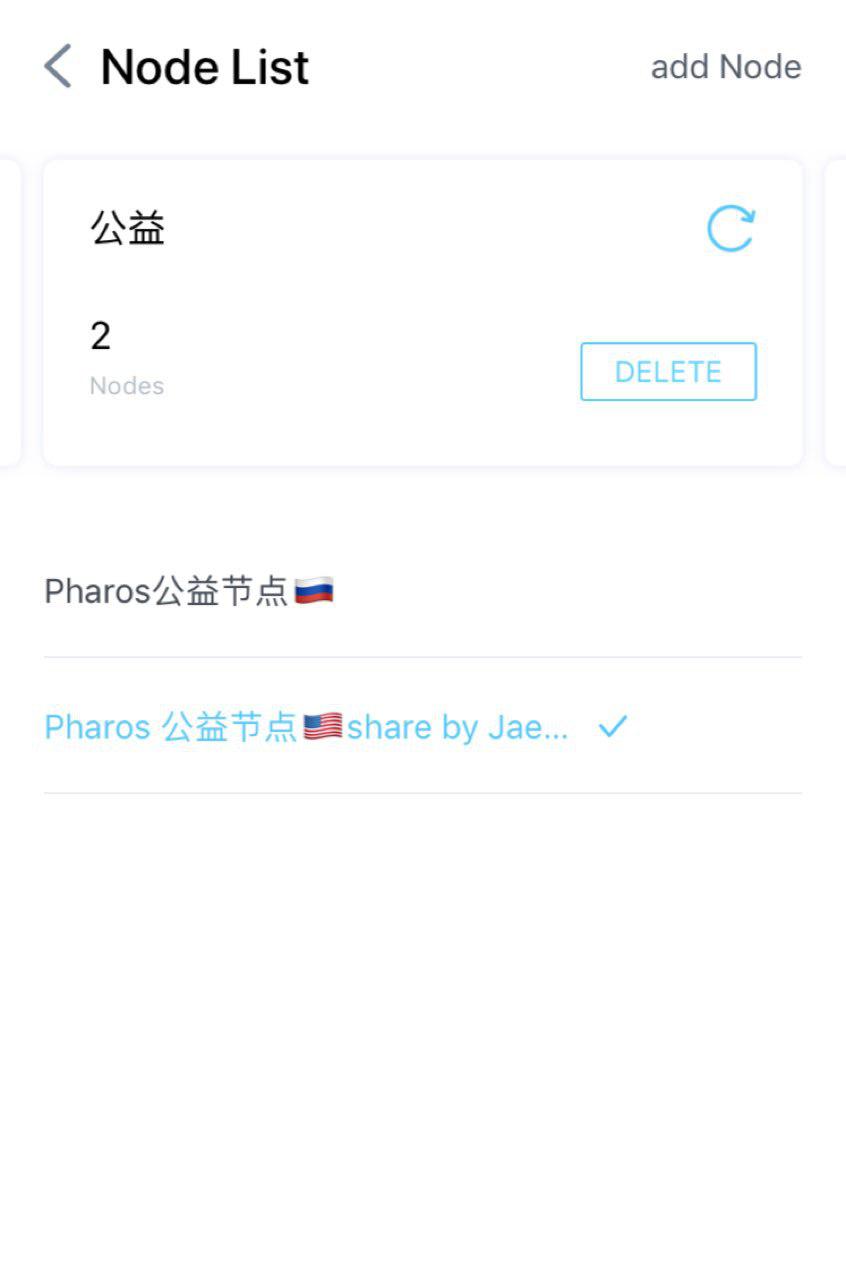 Node List
add Node
公益
2
Nodes
DELETE
Pharos公益节点🇷🇺
Pharos 公益节点🇺🇸share by Jae...